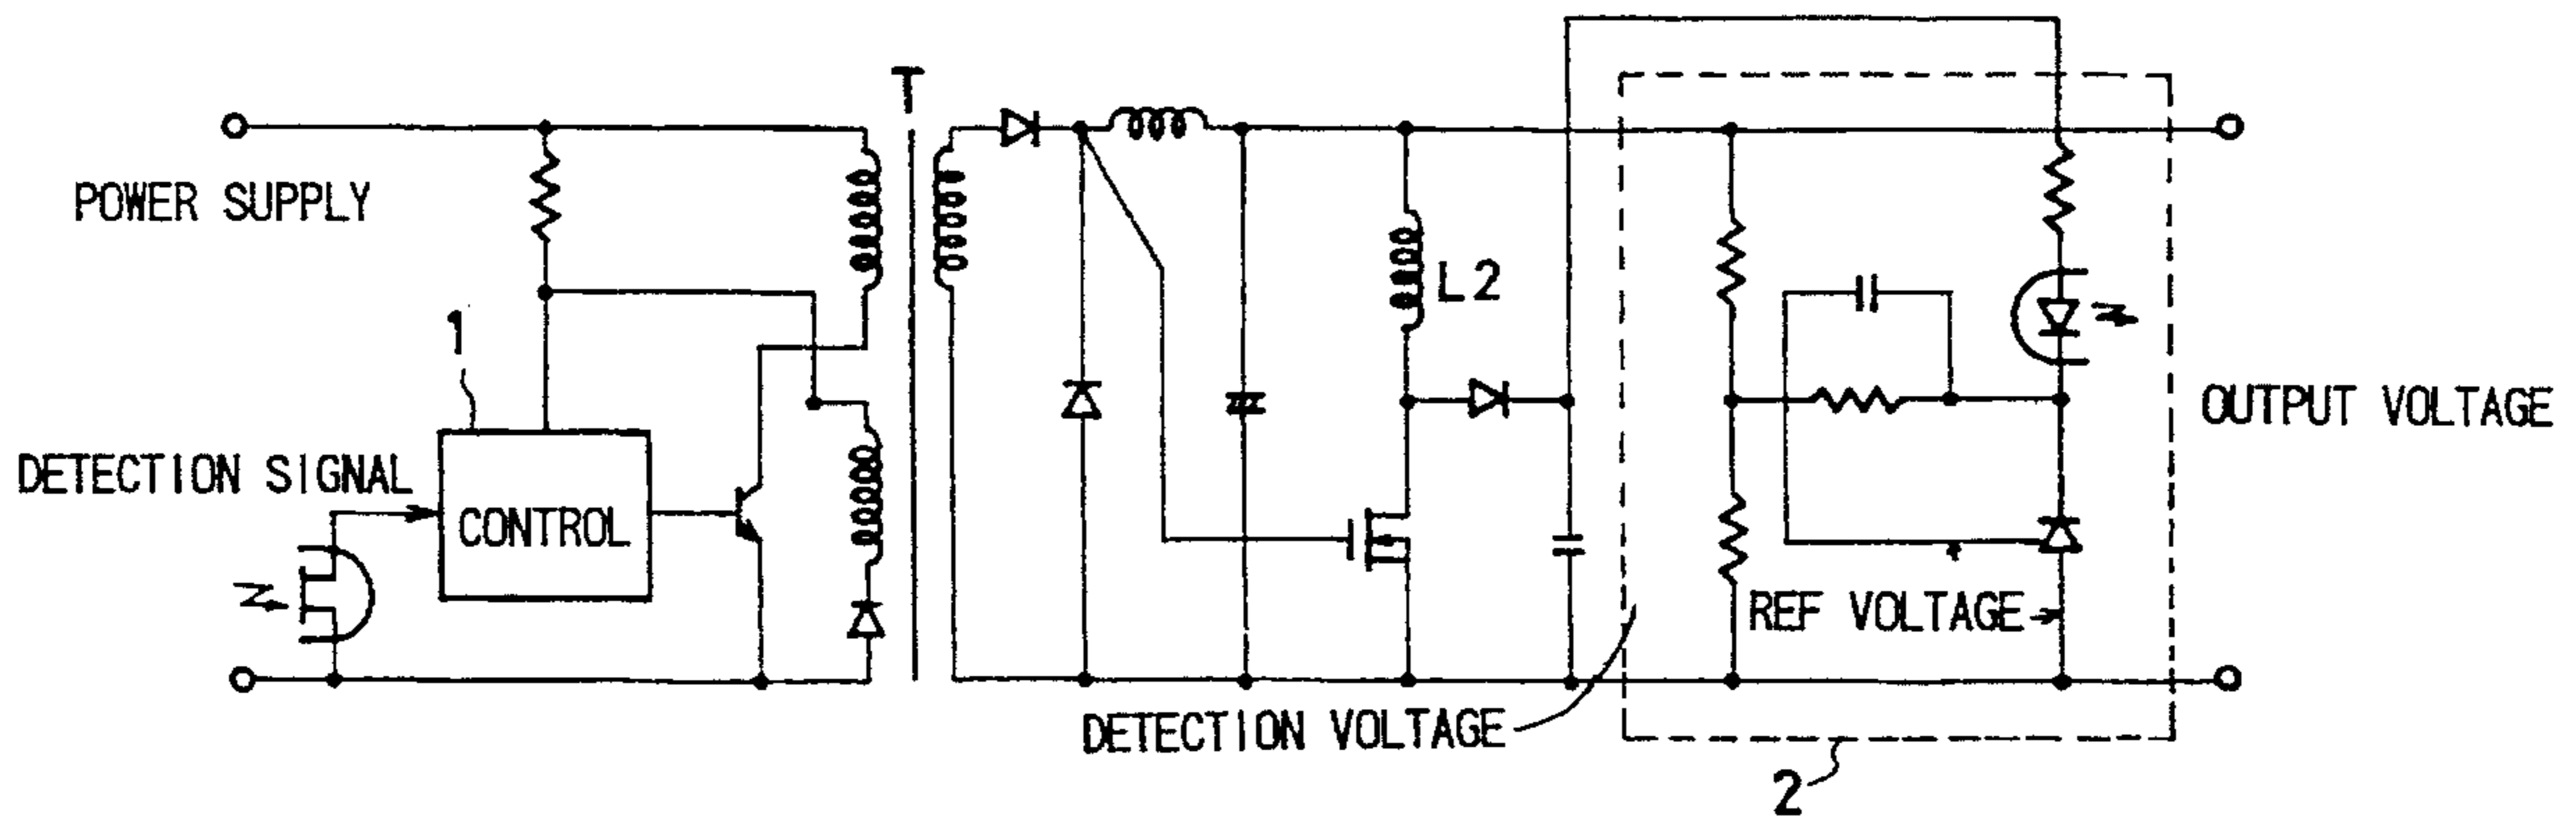 T
POWER SUPPLY
L2
1
OUTPUT VOLTAGE
DETECTION SIGNAL
CONTROL
REF VOLTAGE
DETECTION VOLTAGE
2